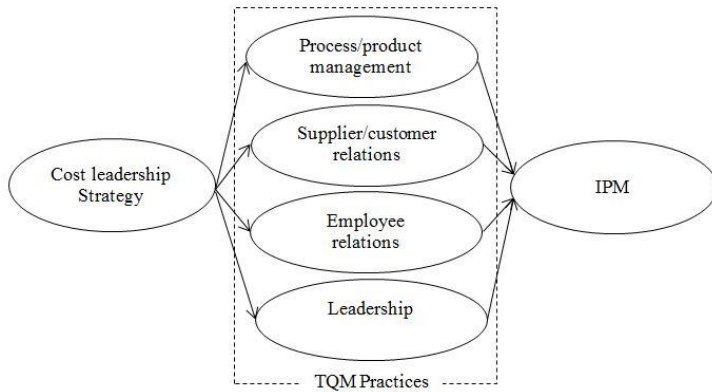 Process/product
management
Supplier/customer
relations
Cost leadership
Strategy
IPM
Employee
relations
Leadership
TQM Practices